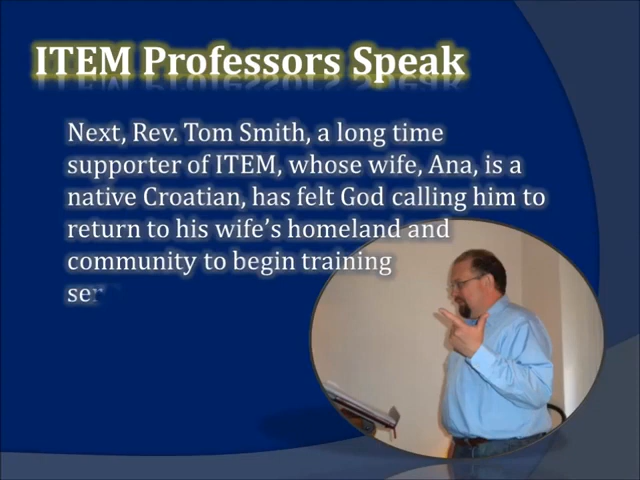 ITEM Professors Speak
Next, Rev. Tom Smith, a long time
supporter of ITEM, whose wife, Ana, is a
native Croatian, has felt God calling him to
return to his wife's homeland and
community to begin training
ser